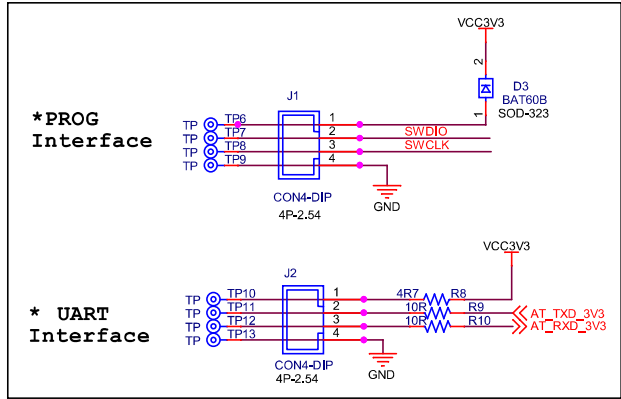 VCC3V3
2
D3
BAT60B
SOD-323
1
J1
*PROG
Interface
TP TP6 1
TP TP7 2 SWDIO
TP TP8 3 SWCLK
TP TP9 4
CON4-DIP
4P-2.54
GND
VCC3V3
J2
* UART
Interface
TP TP10 1 4R7 R8
TP TP11 2 10R R9 AT_TXD_3V3
TP TP12 3 10R R10 AT_RXD_3V3
TP TP13 4
CON4-DIP
4P-2.54
GND